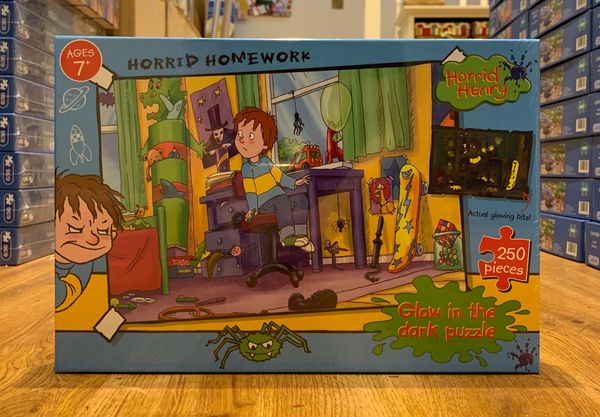 AGES
7+
HORRID HOMEWORK
Horrid
Henry
Actual glowing bits!
250
pieces
Glow in the
dark puzzle